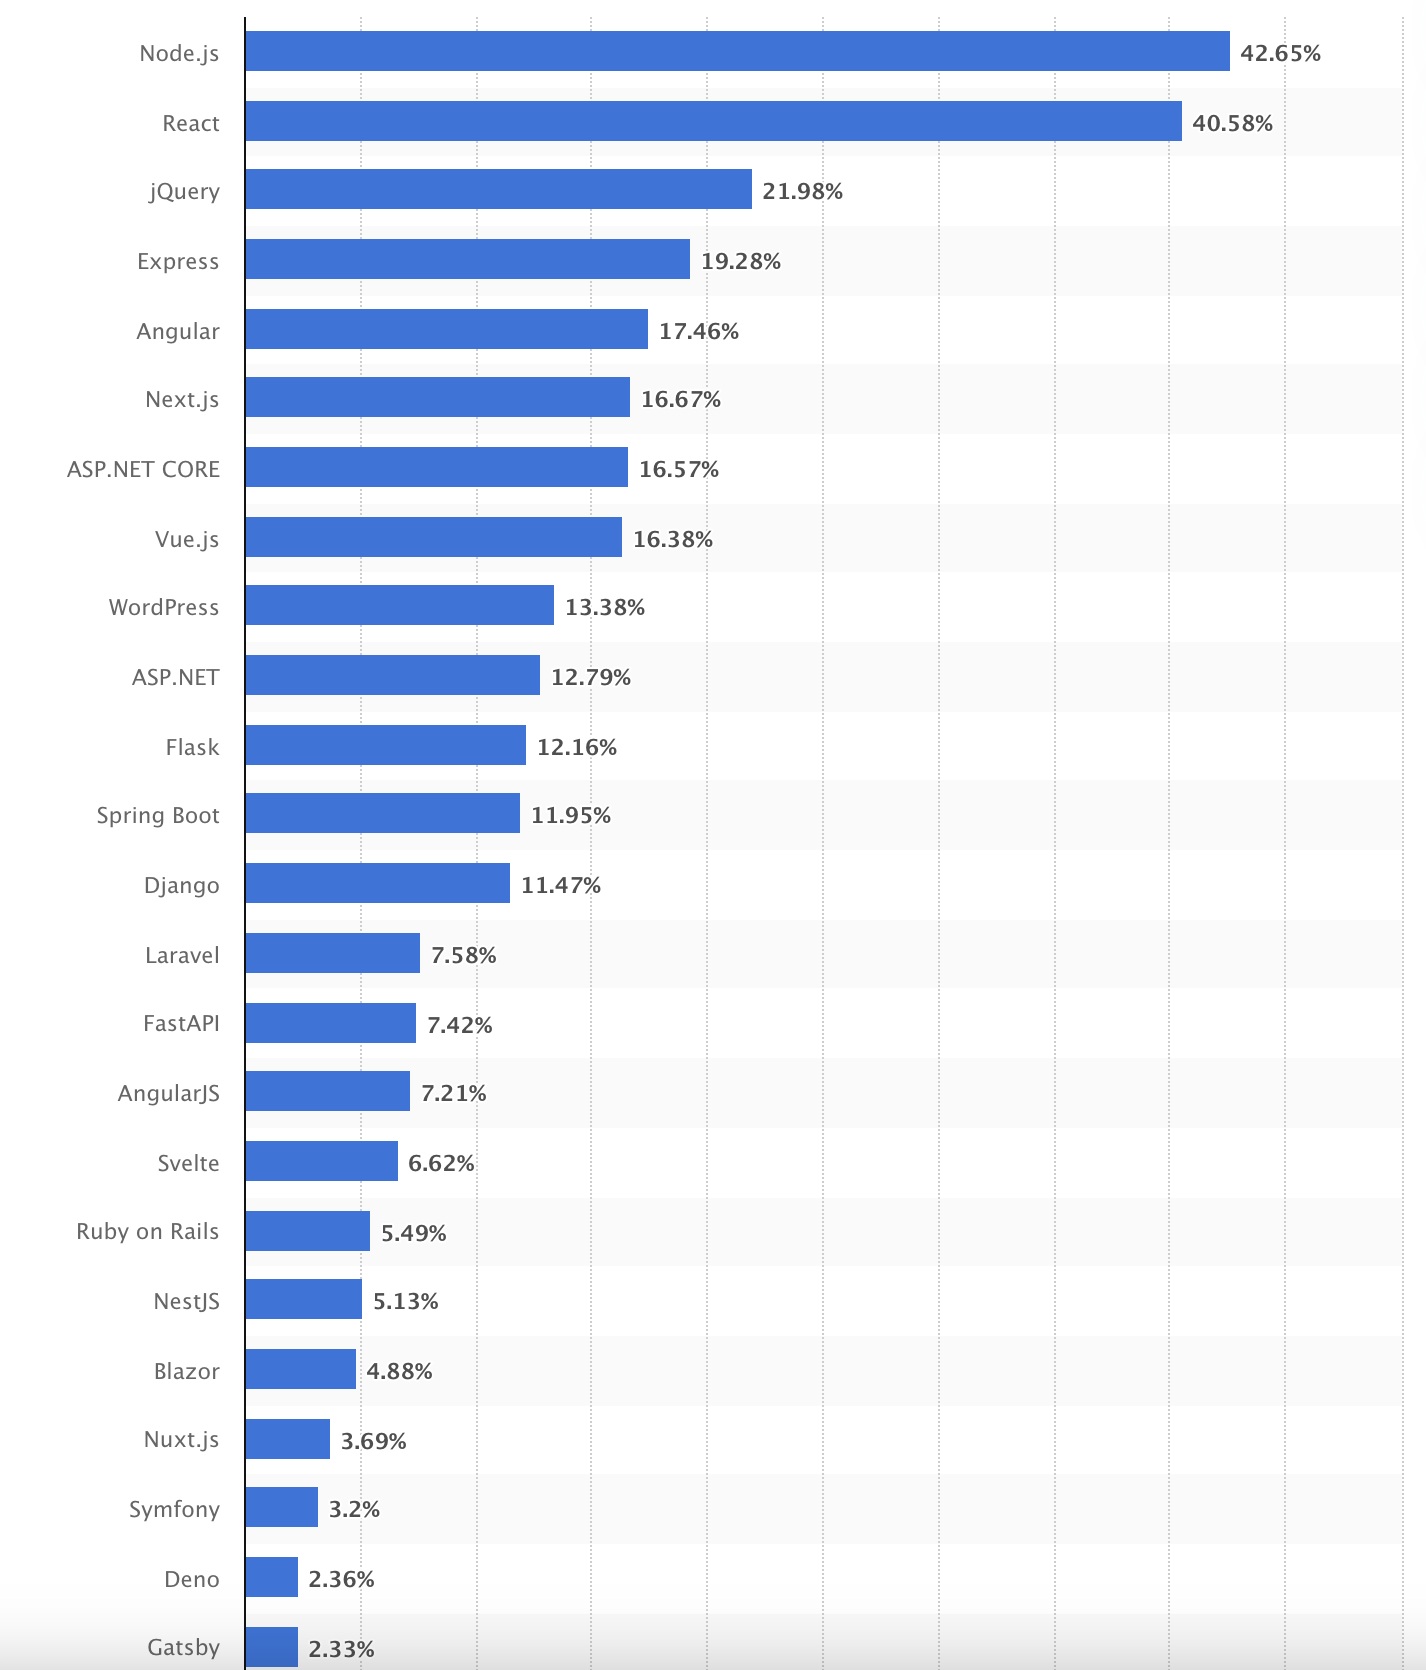 Node.js 42.65%
React 40.58%
jQuery 21.98%
Express 19.28%
Angular 17.46%
Next.js 16.67%
ASP.NET CORE 16.57%
Vue.js 16.38%
WordPress 13.38%
ASP.NET 12.79%
Flask 12.16%
Spring Boot 11.95%
Django 11.47%
Laravel 7.58%
FastAPI 7.42%
AngularJS 7.21%
Svelte 6.62%
Ruby on Rails 5.49%
NestJS 5.13%
Blazor 4.88%
Nuxt.js 3.69%
Symfony 3.2%
Deno 2.36%
Gatsby 2.33%